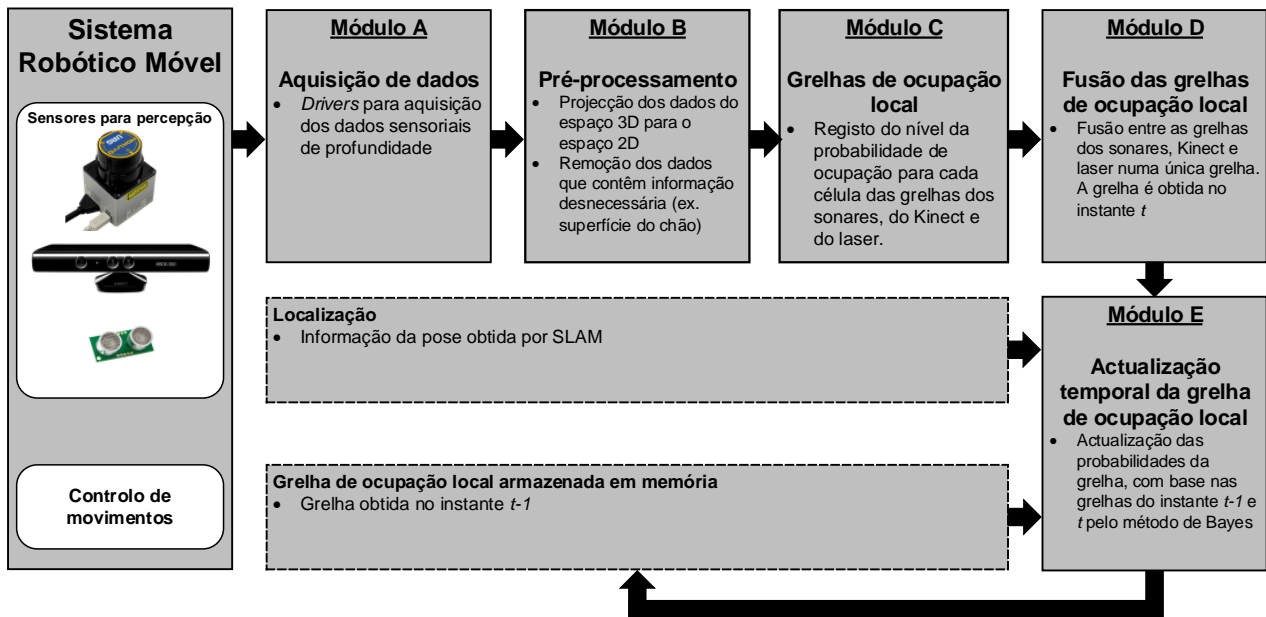 Sistema
Robótico Móvel
Sensores para percepção
Controlo de
movimentos
Módulo A
Aquisição de dados
• Drivers para aquisição
dos dados sensoriais
de profundidade
Módulo B
Pré-processamento
• Projecção dos dados do
espaço 3D para o
espaço 2D
• Remoção dos dados
que contêm informação
desnecessária (ex.
superfície do chão)
Módulo C
Grelhas de ocupação
local
• Registo do nível da
probabilidade de
ocupação para cada
célula das grelhas dos
sonares, do Kinect e
do laser.
Módulo D
Fusão das grelhas
de ocupação local
• Fusão entre as grelhas
dos sonares, Kinect e
laser numa única grelha.
A grelha é obtida no
instante t
Localização
• Informação da pose obtida por SLAM
Grelha de ocupação local armazenada em memória
• Grelha obtida no instante t-1
Módulo E
Actualização
temporal da grelha
de ocupação local
• Actualização das
probabilidades da
grelha, com base nas
grelhas do instante t-1 e
t pelo método de Bayes